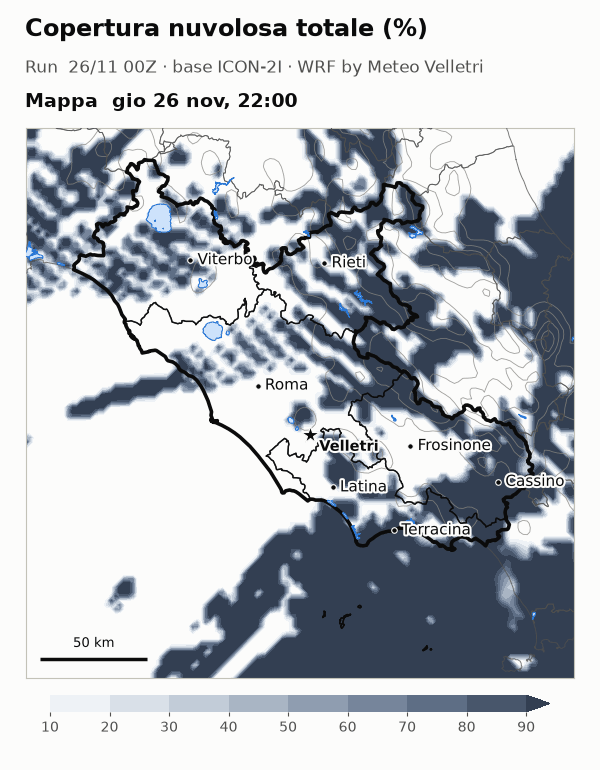 Copertura nuvolosa totale (%)
Run  26/11 00Z · base ICON-2I · WRF by Meteo Velletri
Mappa  gio 26 nov, 22:00
Viterbo
Rieti
Roma
Velletri
Frosinone
Latina
Cassino
Terracina
50 km
10 20 30 40 50 60 70 80 90